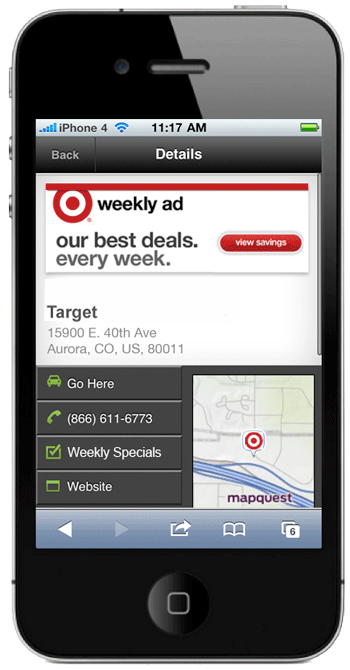 iPhone 4 11:17 AM
Back Details
weekly ad
our best deals.
every week.
view savings
Target
15900 E. 40th Ave
Aurora, CO, US, 80011
Go Here
(866) 611-6773
Weekly Specials
Website
mapquest
6